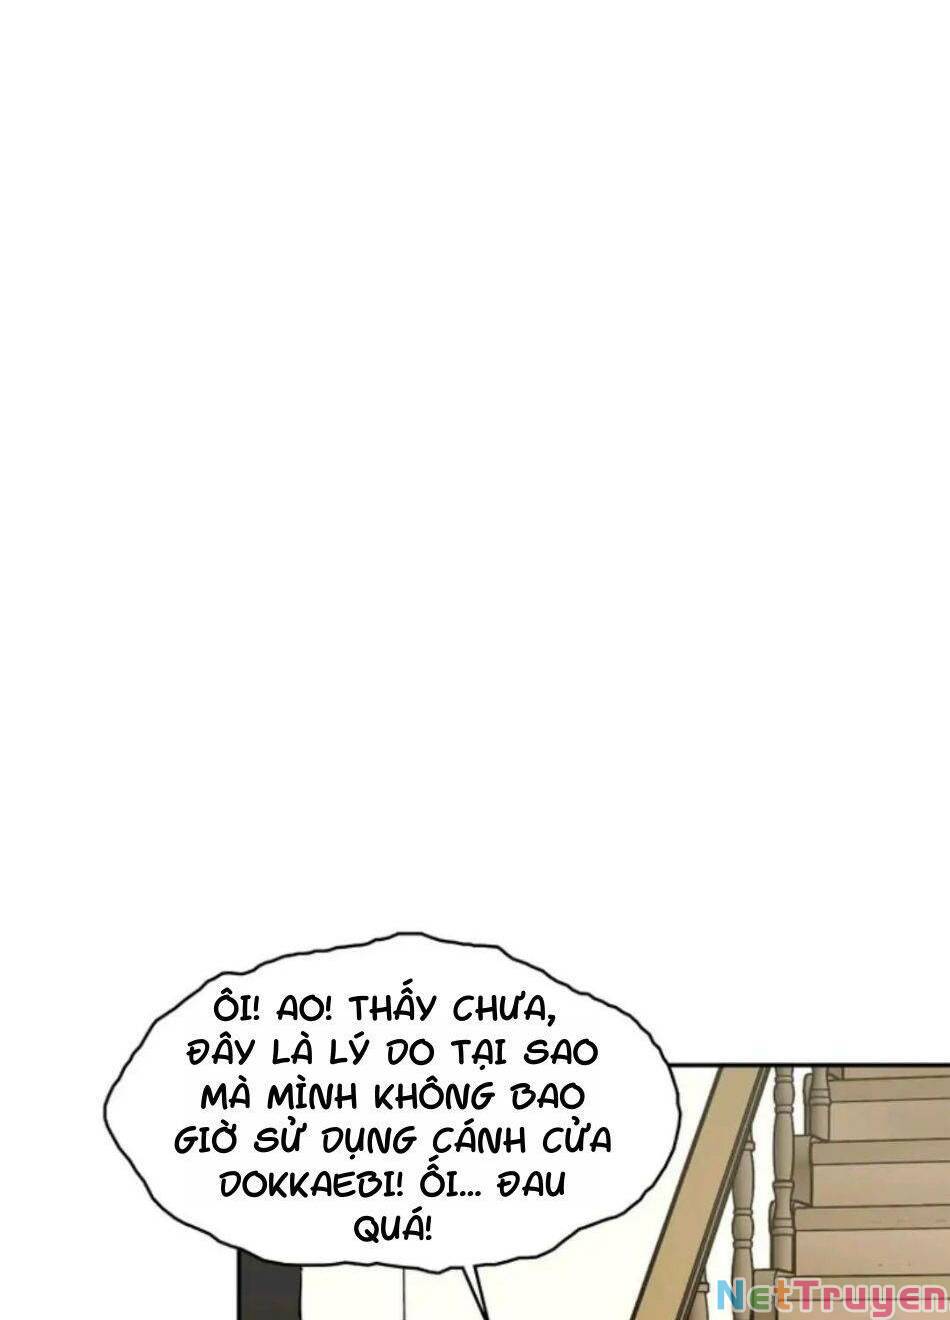 ÔI! AO! THẤY CHƯA,
ĐÂY LÀ LÝ DO TẠI SAO
MÀ MÌNH KHÔNG BAO
GIỜ SỬ DỤNG CÁNH CỬA
DOKKAEBI! ỐI... ĐAU
QUÁ!
NetTruyen